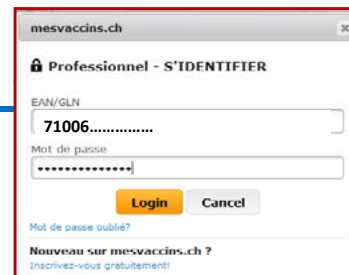 mesvaccins.ch
Professionnel - S'IDENTIFIER
EAN/GLN
71006……………
Mot de passe
••••••••••••••
Login Cancel
Mot de passe oublié?
Nouveau sur mesvaccins.ch ?
Inscrivez-vous gratuitement!